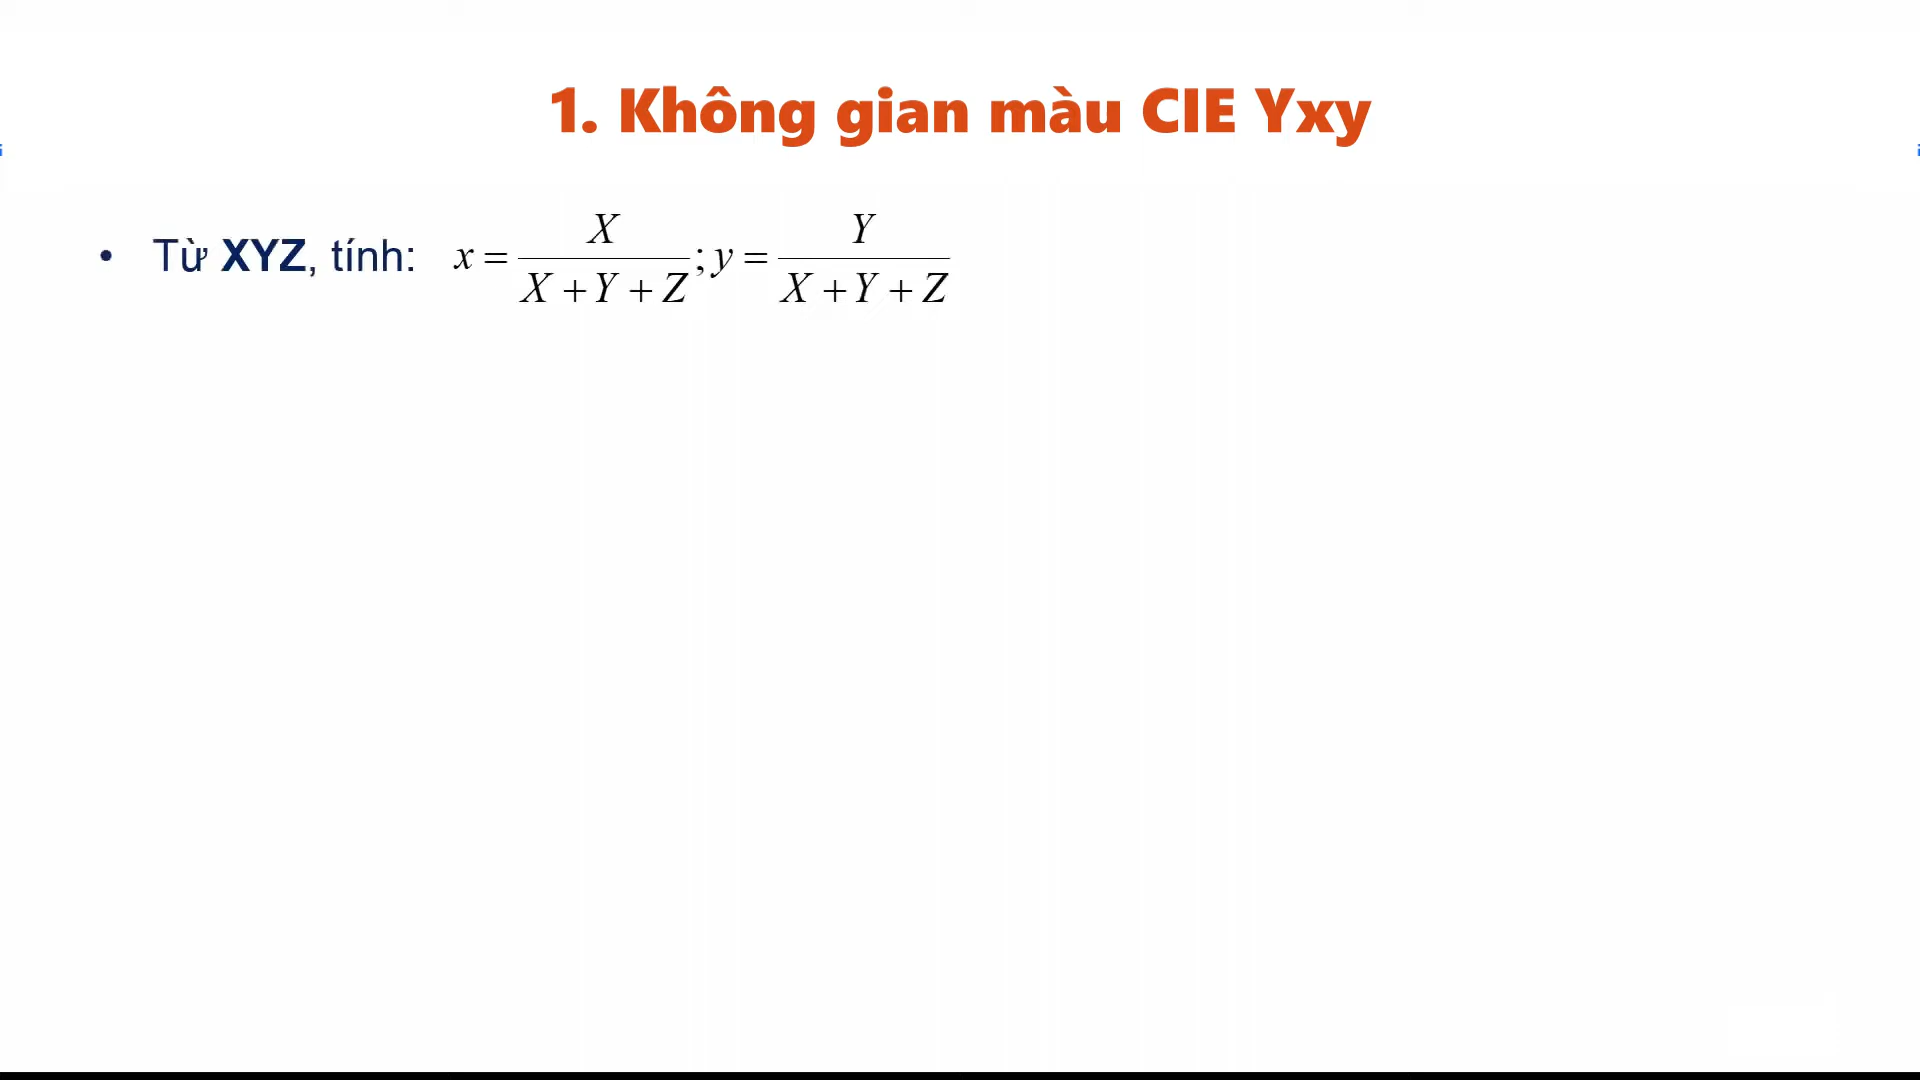 1. Không gian màu CIE Yxy
• Từ XYZ, tính: x = X / (X + Y + Z) ; y = Y / (X + Y + Z)